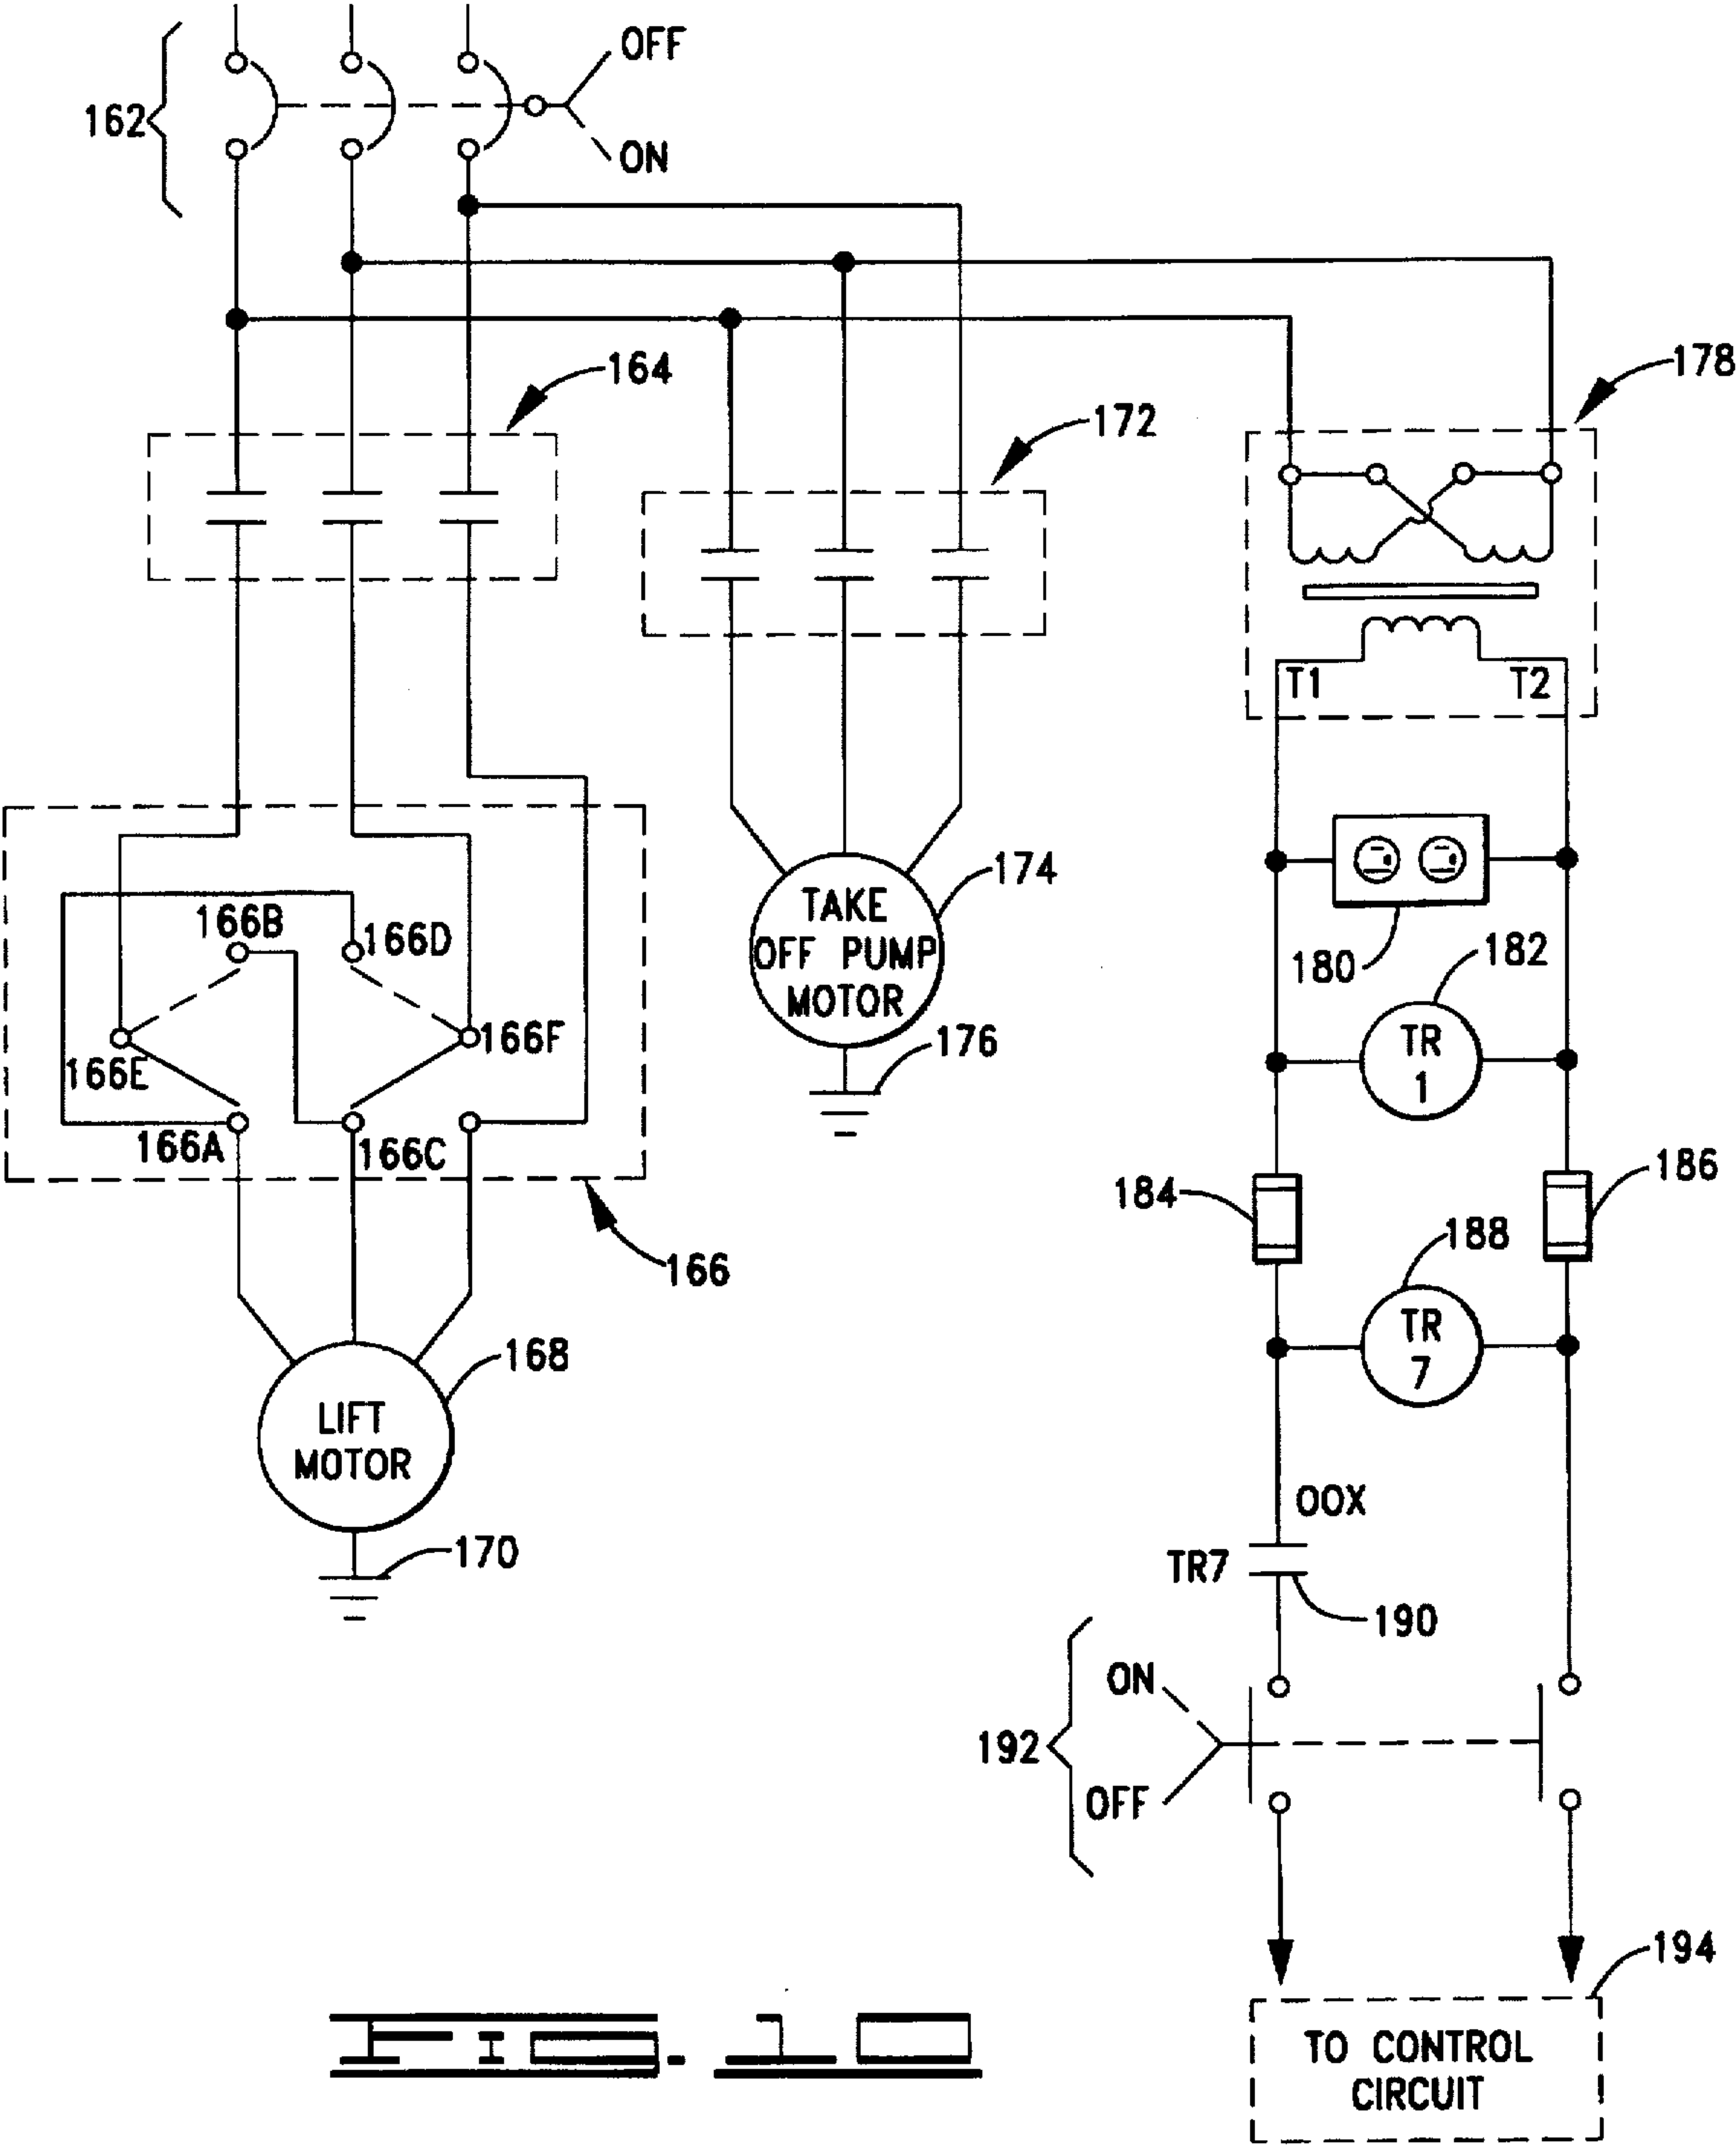 OFF
162
ON
164
178
172
T1 T2
174
TAKE
OFF PUMP
MOTOR
166B
166D
180
182
TR
1
176
166E
166F
166A
166C
186
184
188
166
TR
7
168
LIFT
MOTOR
OOX
170
TR7
190
ON
192
OFF
194
TO CONTROL
CIRCUIT
FIG. 10